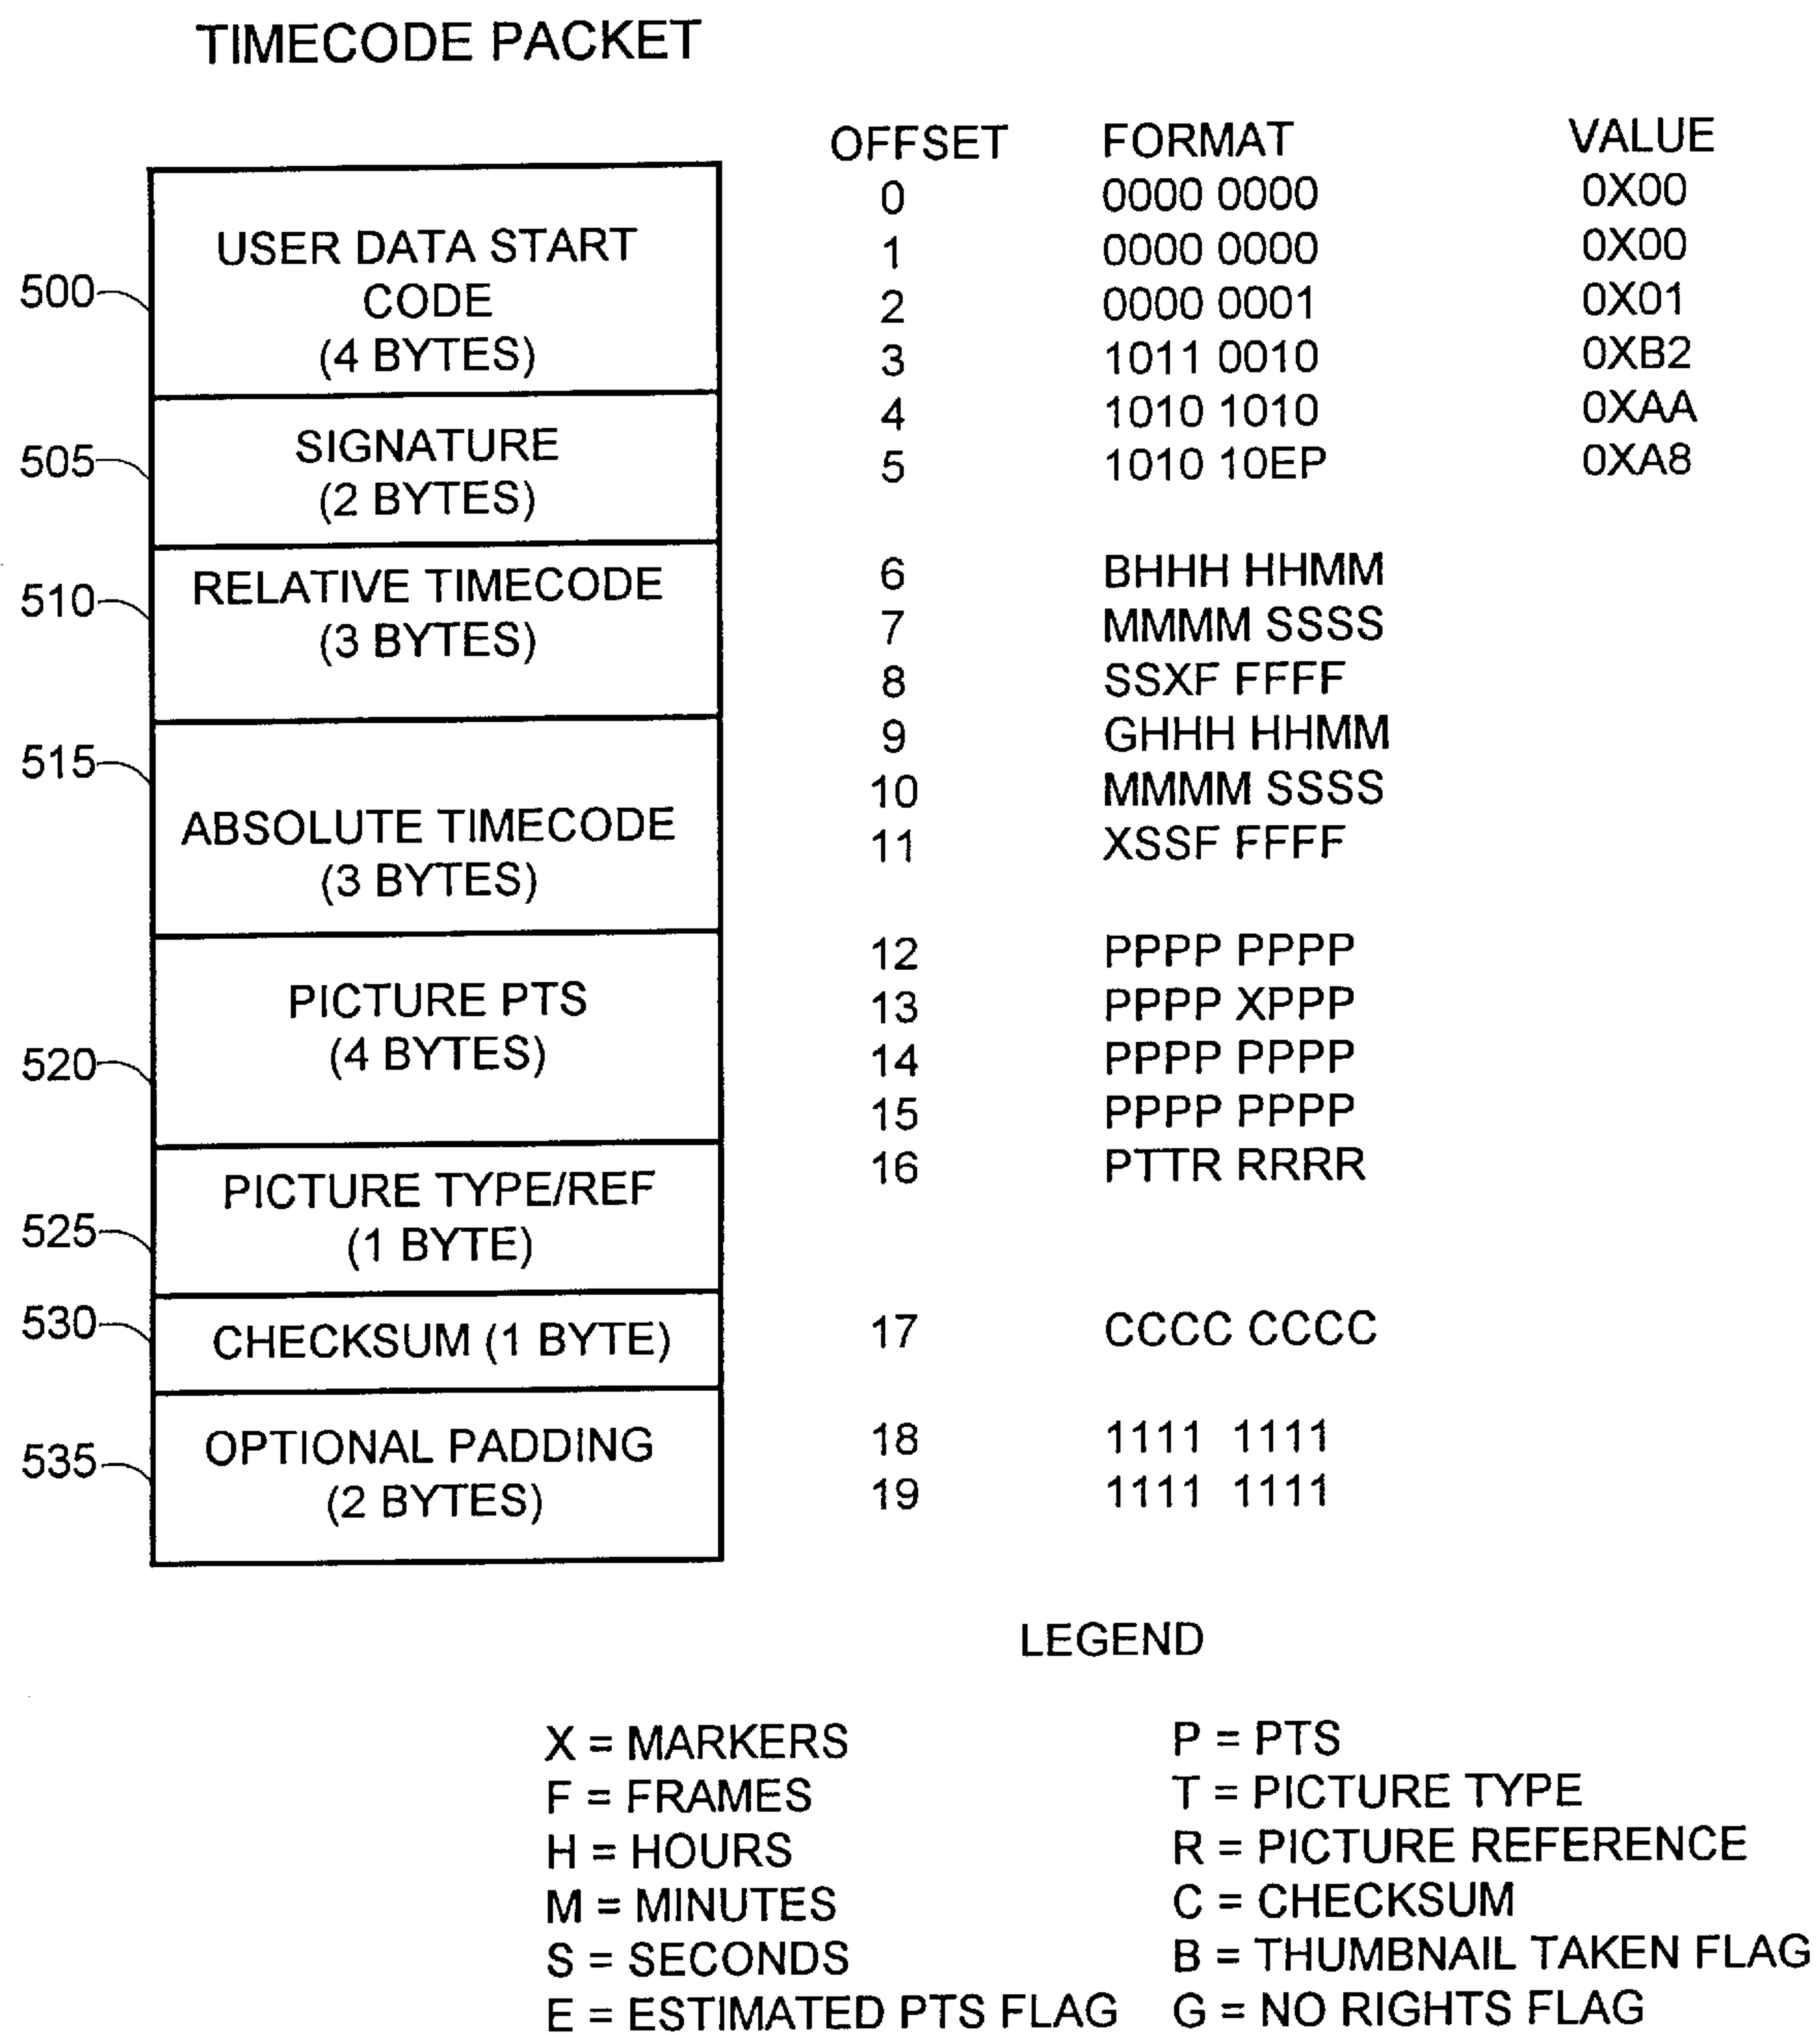 TIMECODE PACKET
OFFSET FORMAT VALUE
0 0000 0000 0X00
1 0000 0000 0X00
2 0000 0001 0X01
3 1011 0010 0XB2
4 1010 1010 0XAA
5 1010 10EP 0XA8
6 BHHH HHMM
7 MMMM SSSS
8 SSXF FFFF
9 GHHH HHMM
10 MMMM SSSS
11 XSSF FFFF
12 PPPP PPPP
13 PPPP XPPP
14 PPPP PPPP
15 PPPP PPPP
16 PTTR RRRR
17 CCCC CCCC
18 1111 1111
19 1111 1111
500
USER DATA START
CODE
(4 BYTES)
505
SIGNATURE
(2 BYTES)
510
RELATIVE TIMECODE
(3 BYTES)
515
ABSOLUTE TIMECODE
(3 BYTES)
520
PICTURE PTS
(4 BYTES)
525
PICTURE TYPE/REF
(1 BYTE)
530
CHECKSUM (1 BYTE)
535
OPTIONAL PADDING
(2 BYTES)
LEGEND
X = MARKERS
F = FRAMES
H = HOURS
M = MINUTES
S = SECONDS
E = ESTIMATED PTS FLAG
P = PTS
T = PICTURE TYPE
R = PICTURE REFERENCE
C = CHECKSUM
B = THUMBNAIL TAKEN FLAG
G = NO RIGHTS FLAG